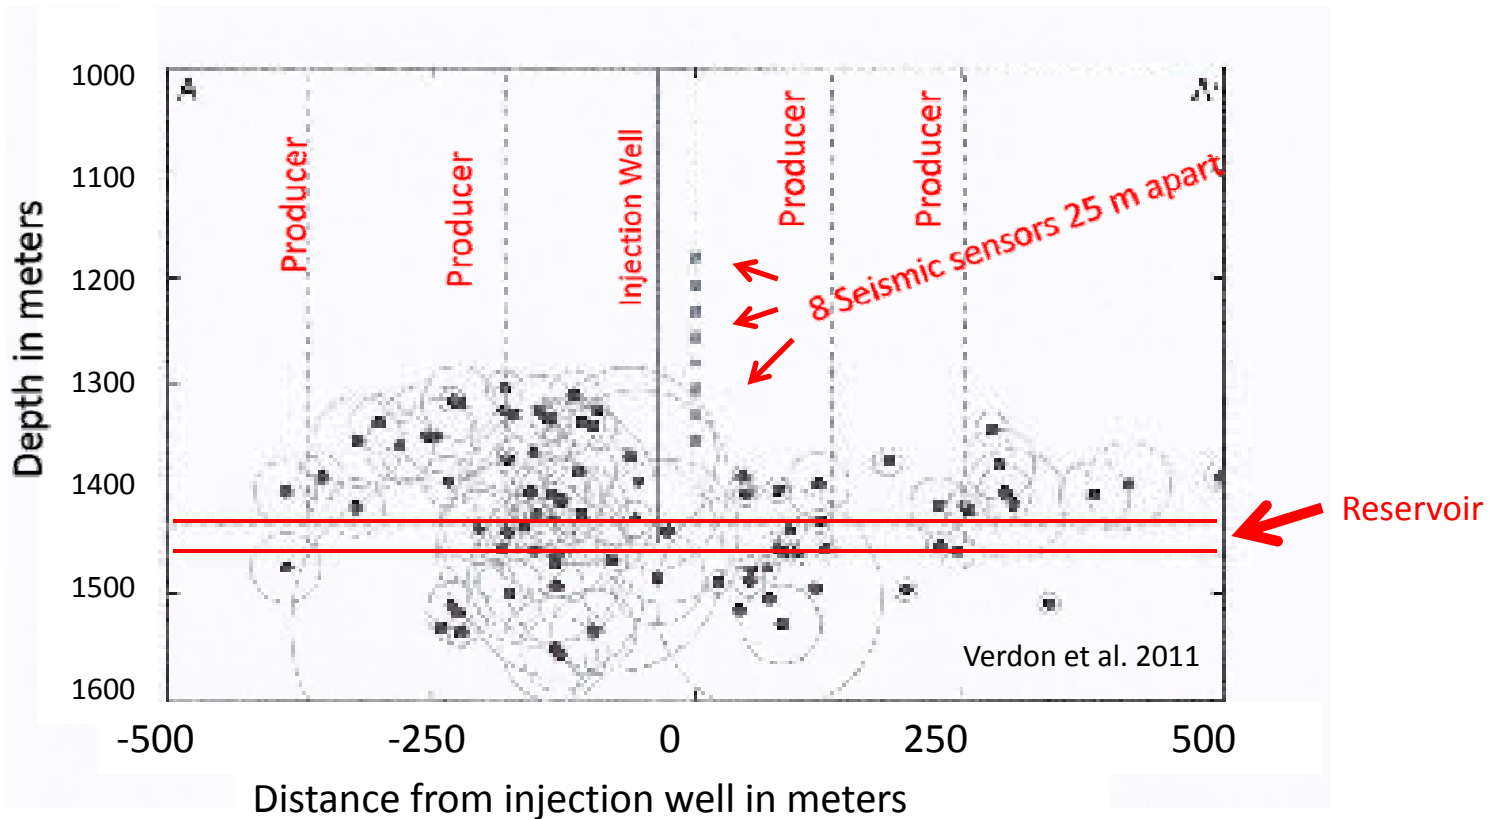 1000
A
A'
1100
1200
1300
1400
1500
1600
Depth in meters
Producer
Producer
Injection Well
Producer
Producer
8 Seismic sensors 25 m apart
Reservoir
Verdon et al. 2011
-500
-250
0
250
500
Distance from injection well in meters